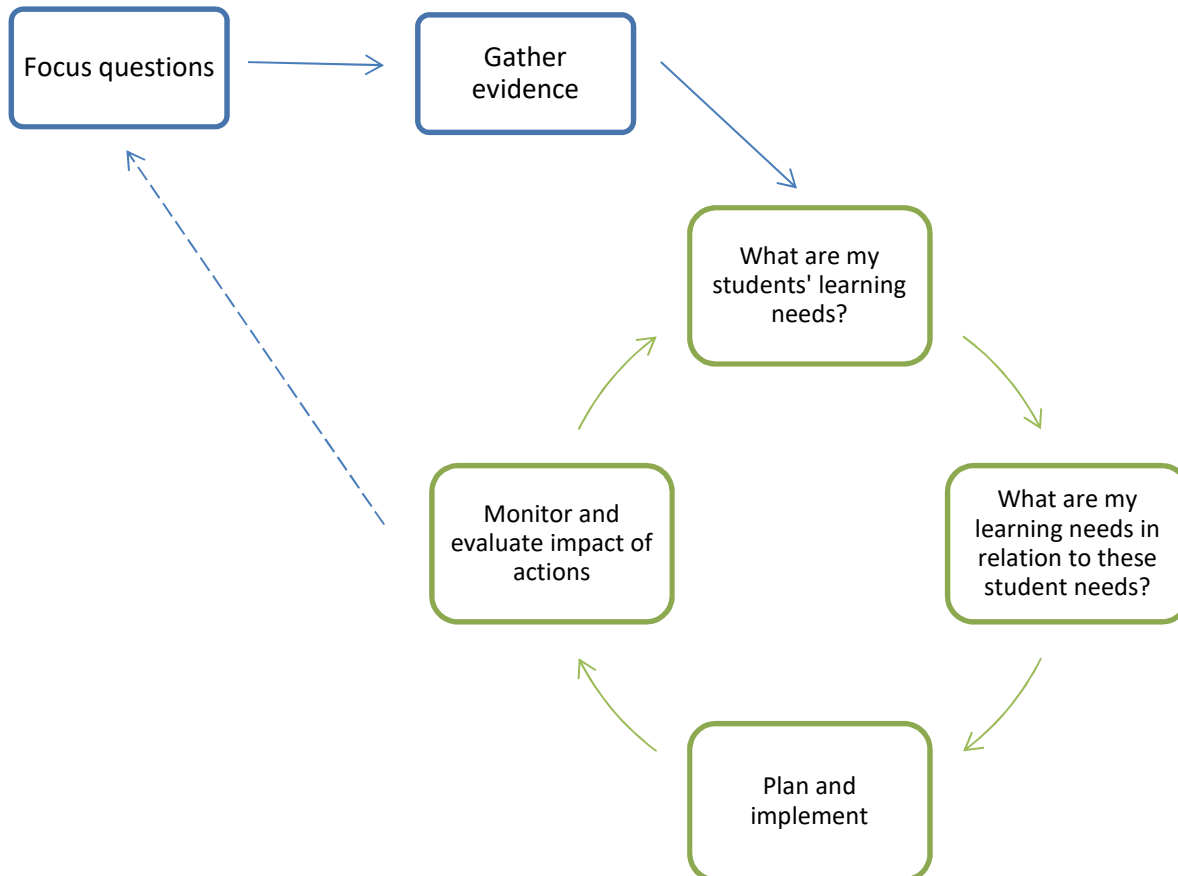 Focus questions
Gather
evidence
What are my
students' learning
needs?
What are my
learning needs in
relation to these
student needs?
Plan and
implement
Monitor and
evaluate impact of
actions